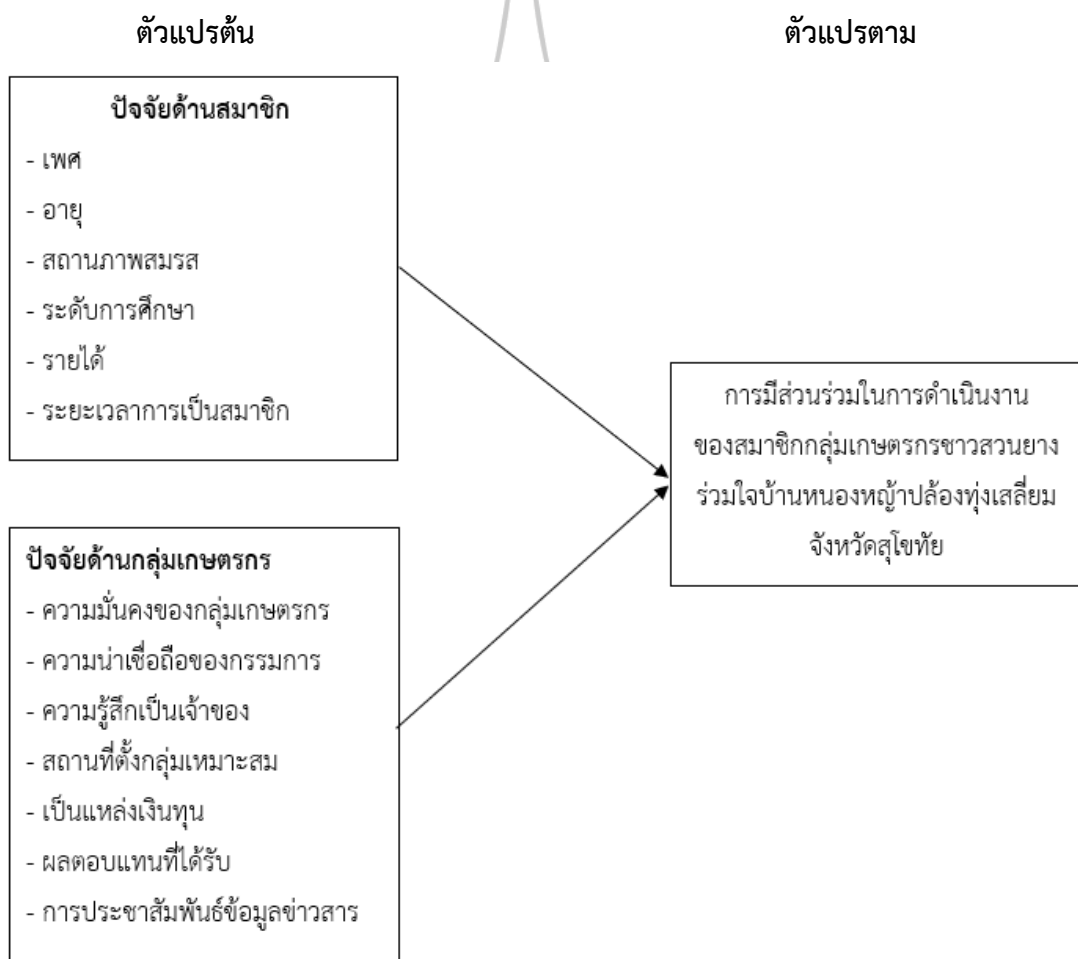 ตัวแปรต้น
ตัวแปรตาม
ปัจจัยด้านสมาชิก
- เพศ
- อายุ
- สถานภาพสมรส
- ระดับการศึกษา
- รายได้
- ระยะเวลาการเป็นสมาชิก
ปัจจัยด้านกลุ่มเกษตรกร
- ความมั่นคงของกลุ่มเกษตรกร
- ความน่าเชื่อถือของกรรมการ
- ความรู้สึกเป็นเจ้าของ
- สถานที่ตั้งกลุ่มเหมาะสม
- เป็นแหล่งเงินทุน
- ผลตอบแทนที่ได้รับ
- การประชาสัมพันธ์ข้อมูลข่าวสาร
การมีส่วนร่วมในการดำเนินงาน
ของสมาชิกกลุ่มเกษตรกรชาวสวนยาง
ร่วมใจบ้านหนองหญ้าปล้องทุ่งเสลี่ยม
จังหวัดสุโขทัย